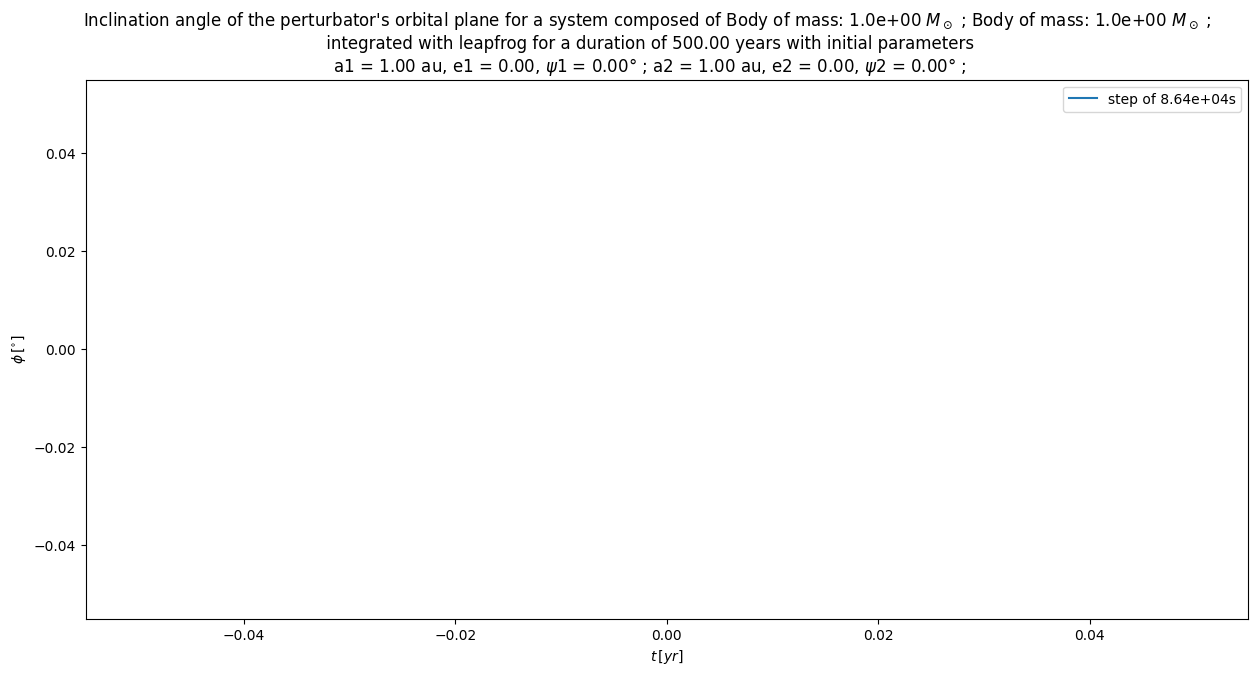 Inclination angle of the perturbator's orbital plane for a system composed of Body of mass: 1.0e+00 $M_\odot$ ; Body of mass: 1.0e+00 $M_\odot$ ;
integrated with leapfrog for a duration of 500.00 years with initial parameters
a1 = 1.00 au, e1 = 0.00, ψ1 = 0.00° ; a2 = 1.00 au, e2 = 0.00, ψ2 = 0.00° ;
step of 8.64e+04s
0.04
0.02
0.00
−0.02
−0.04
ϕ [°]
−0.04
−0.02
0.00
0.02
0.04
t [yr]